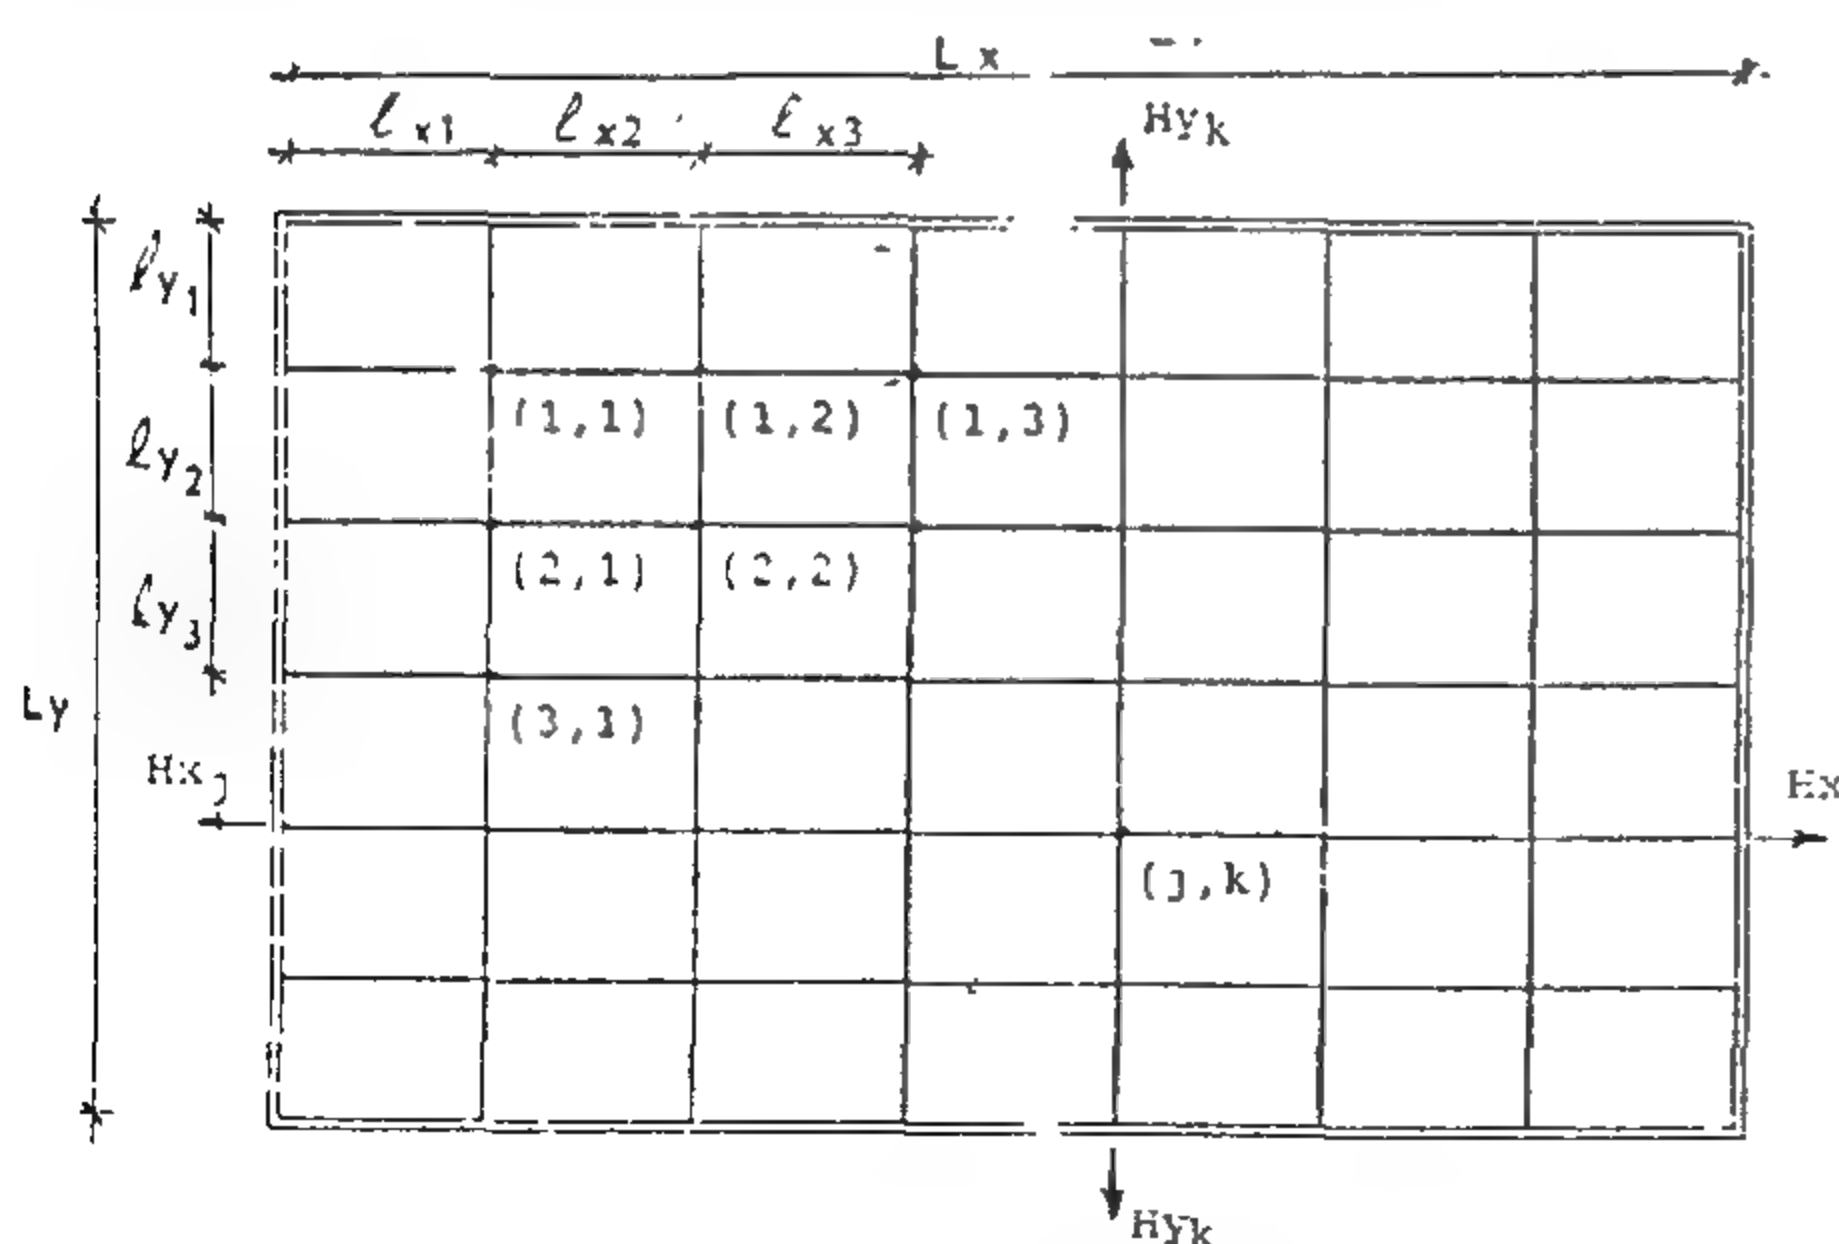 Lx
ℓx1 ℓx2 ℓx3
Hyk
ℓy1
(1,1) (1,2) (1,3)
ℓy2
(2,1) (2,2)
ℓy3
Ly
(3,1)
Hxj
Hx
(j,k)
Hyk